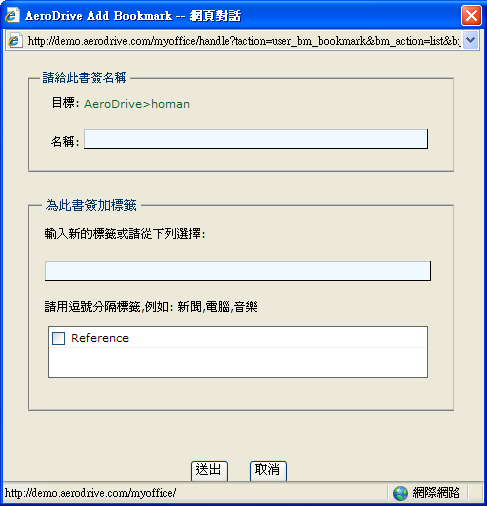 AeroDrive Add Bookmark -- 網頁對話
http://demo.aerodrive.com/myoffice/handle?taction=user_bm_bookmark&bm_action=list&b
請給此書簽名稱
目標: AeroDrive>homan
名稱:
為此書簽加標籤
輸入新的標籤或請從下列選擇:
請用逗號分隔標籤,例如: 新聞,電腦,音樂
Reference
送出 取消
http://demo.aerodrive.com/myoffice/ 網際網路